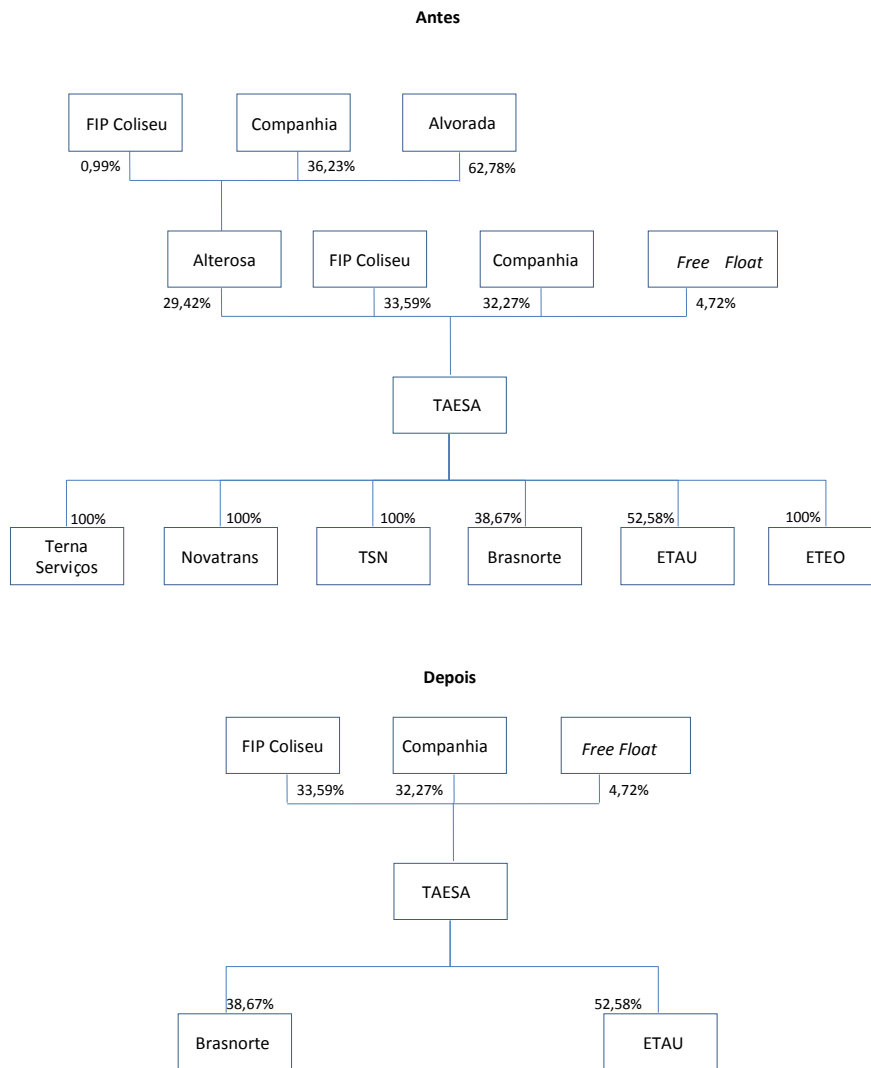 Antes
FIP Coliseu
Companhia
Alvorada
0,99%
36,23%
62,78%
Alterosa
FIP Coliseu
Companhia
Free Float
29,42%
33,59%
32,27%
4,72%
TAESA
100%
100%
100%
38,67%
52,58%
100%
Terna
Serviços
Novatrans
TSN
Brasnorte
ETAU
ETEO
Depois
FIP Coliseu
Companhia
Free Float
33,59%
32,27%
4,72%
TAESA
38,67%
52,58%
Brasnorte
ETAU